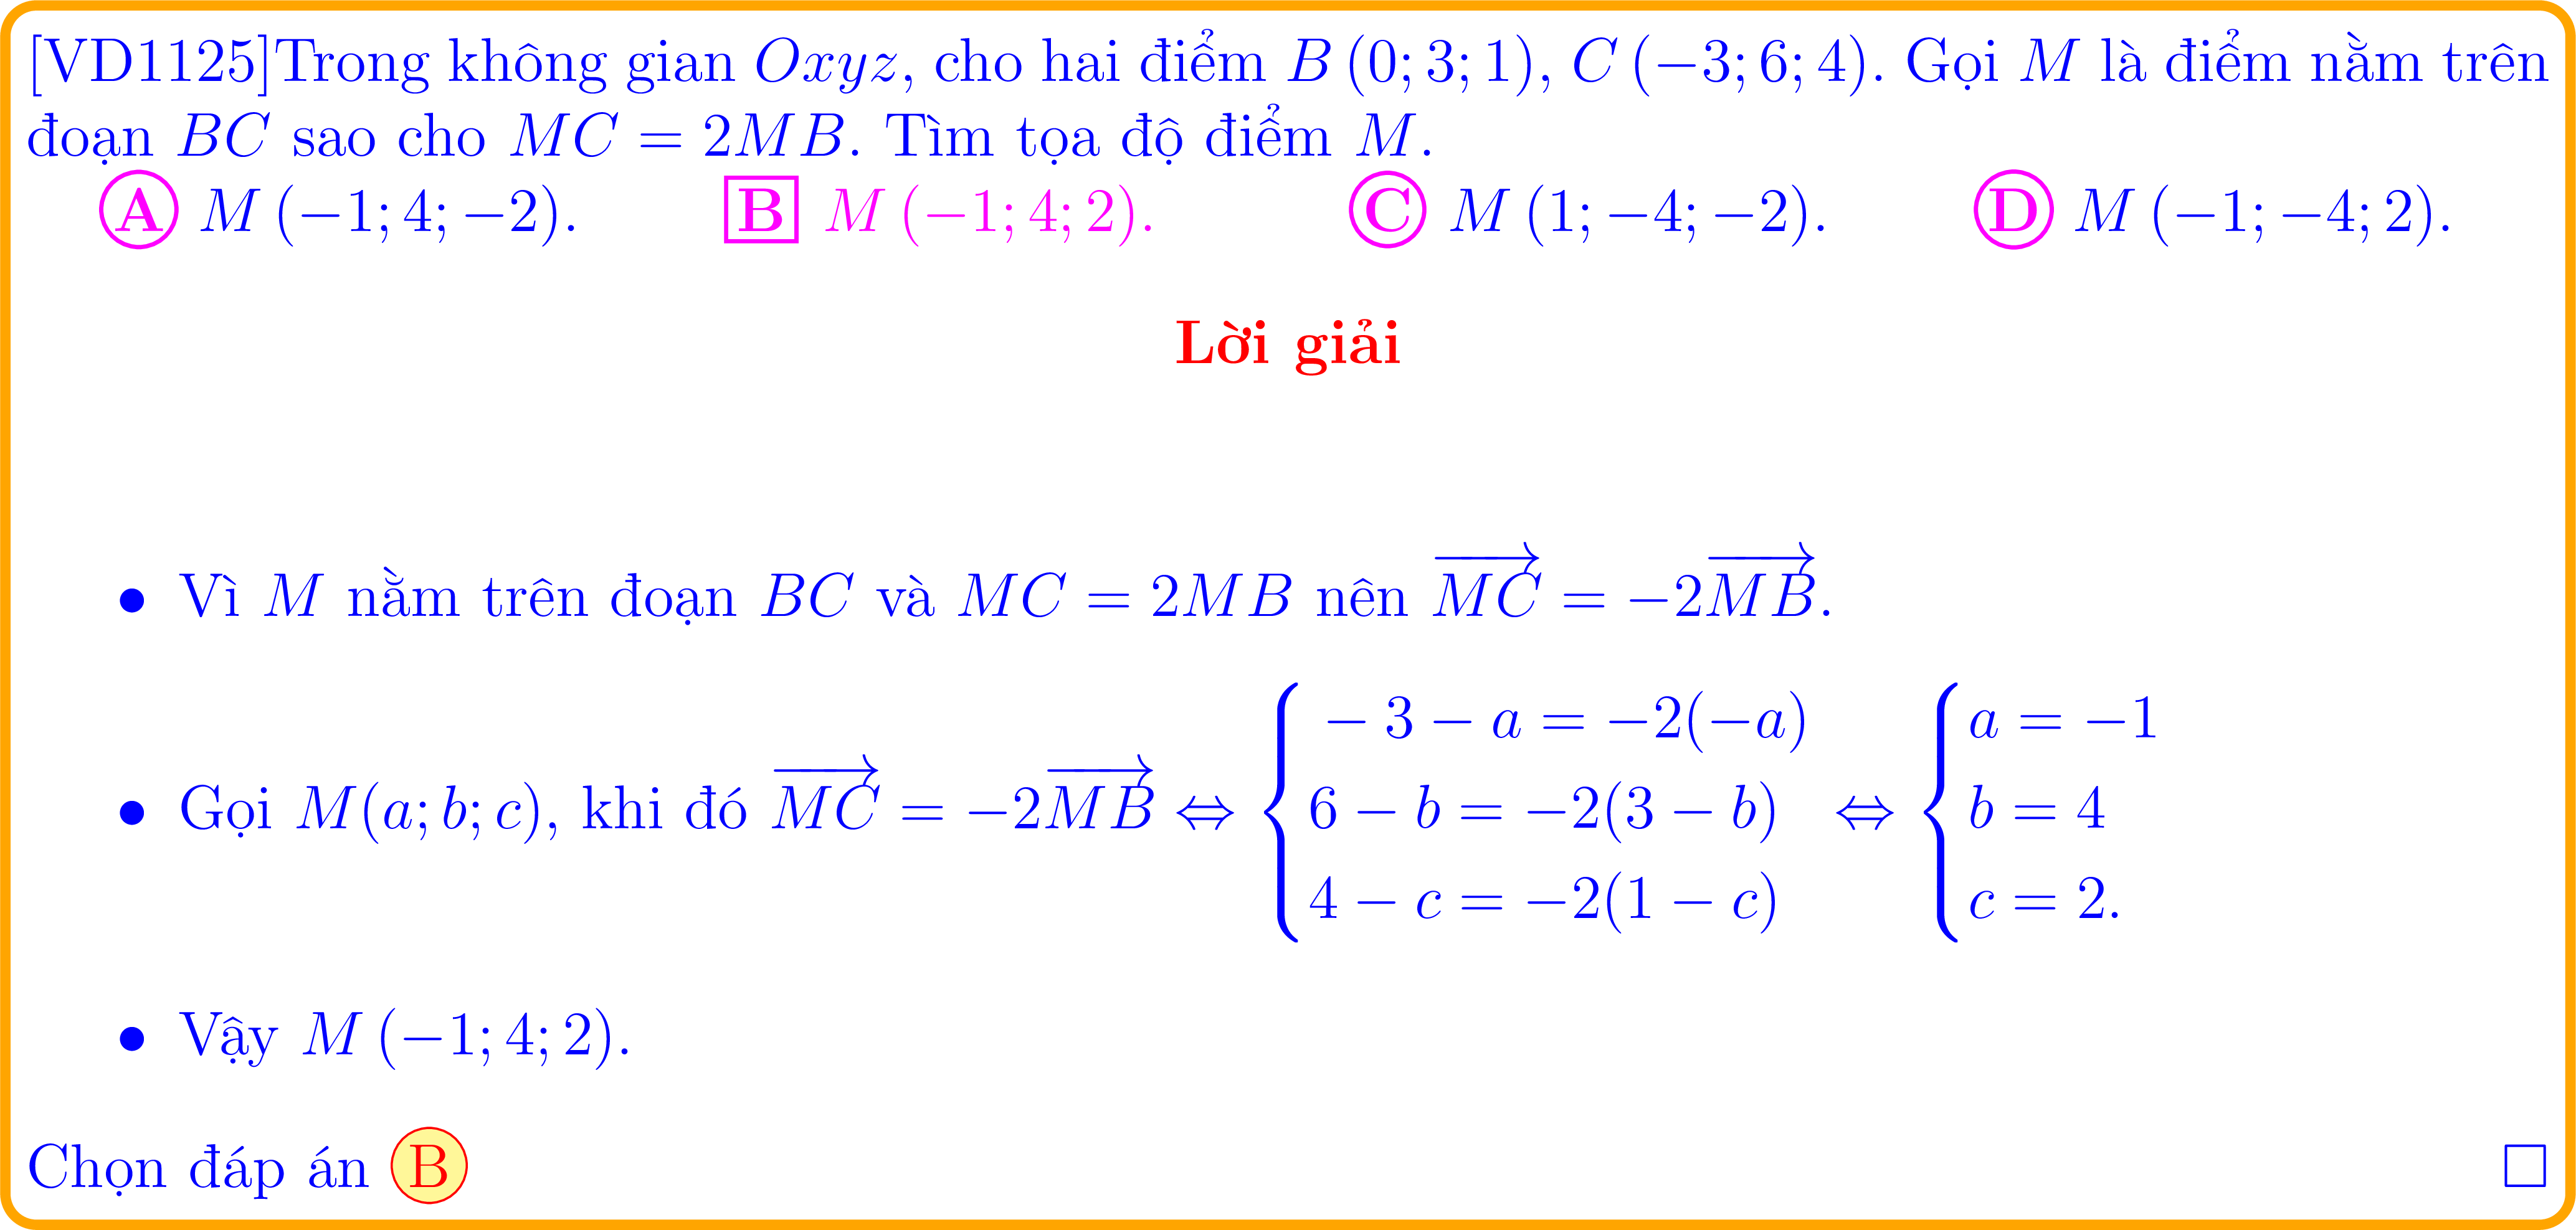 [VD1125]Trong không gian Oxyz, cho hai điểm B (0; 3; 1), C (−3; 6; 4). Gọi M là điểm nằm trên
đoạn BC sao cho MC = 2MB. Tìm tọa độ điểm M.
A M (−1; 4; −2). B M (−1; 4; 2). C M (1; −4; −2). D M (−1; −4; 2).
Lời giải
• Vì M nằm trên đoạn BC và MC = 2MB nên $\overrightarrow{MC} = -2\overrightarrow{MB}$.
• Gọi M(a; b; c), khi đó $\overrightarrow{MC} = -2\overrightarrow{MB} \Leftrightarrow \begin{cases} -3 - a = -2(-a) \\ 6 - b = -2(3 - b) \\ 4 - c = -2(1 - c) \end{cases} \Leftrightarrow \begin{cases} a = -1 \\ b = 4 \\ c = 2. \end{cases}$
• Vậy M (−1; 4; 2).
Chọn đáp án B □